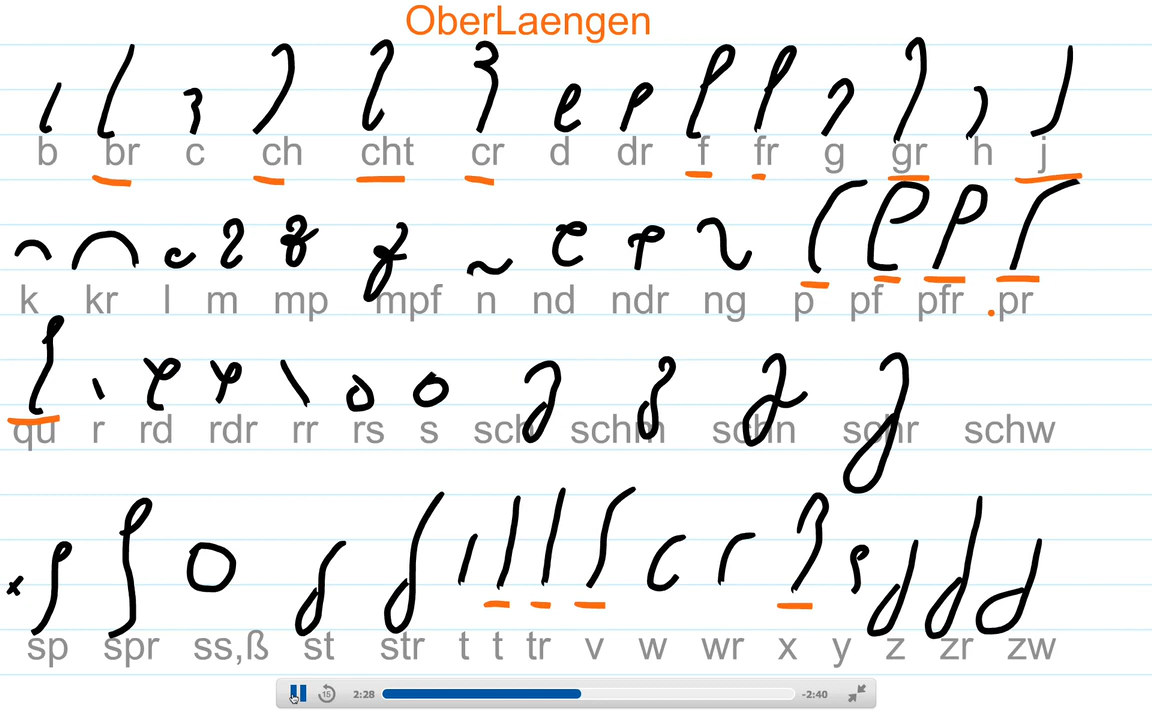 OberLaengen
b br c ch cht cr d dr f fr g gr h j
k kr l m mp mpf n nd ndr ng p pf pfr .pr
qu r rd rdr rr rs s sch schm schn schr schw
sp spr ss,ß st str t t tr v w wr x y z zr zw
15 2:28 -2:40